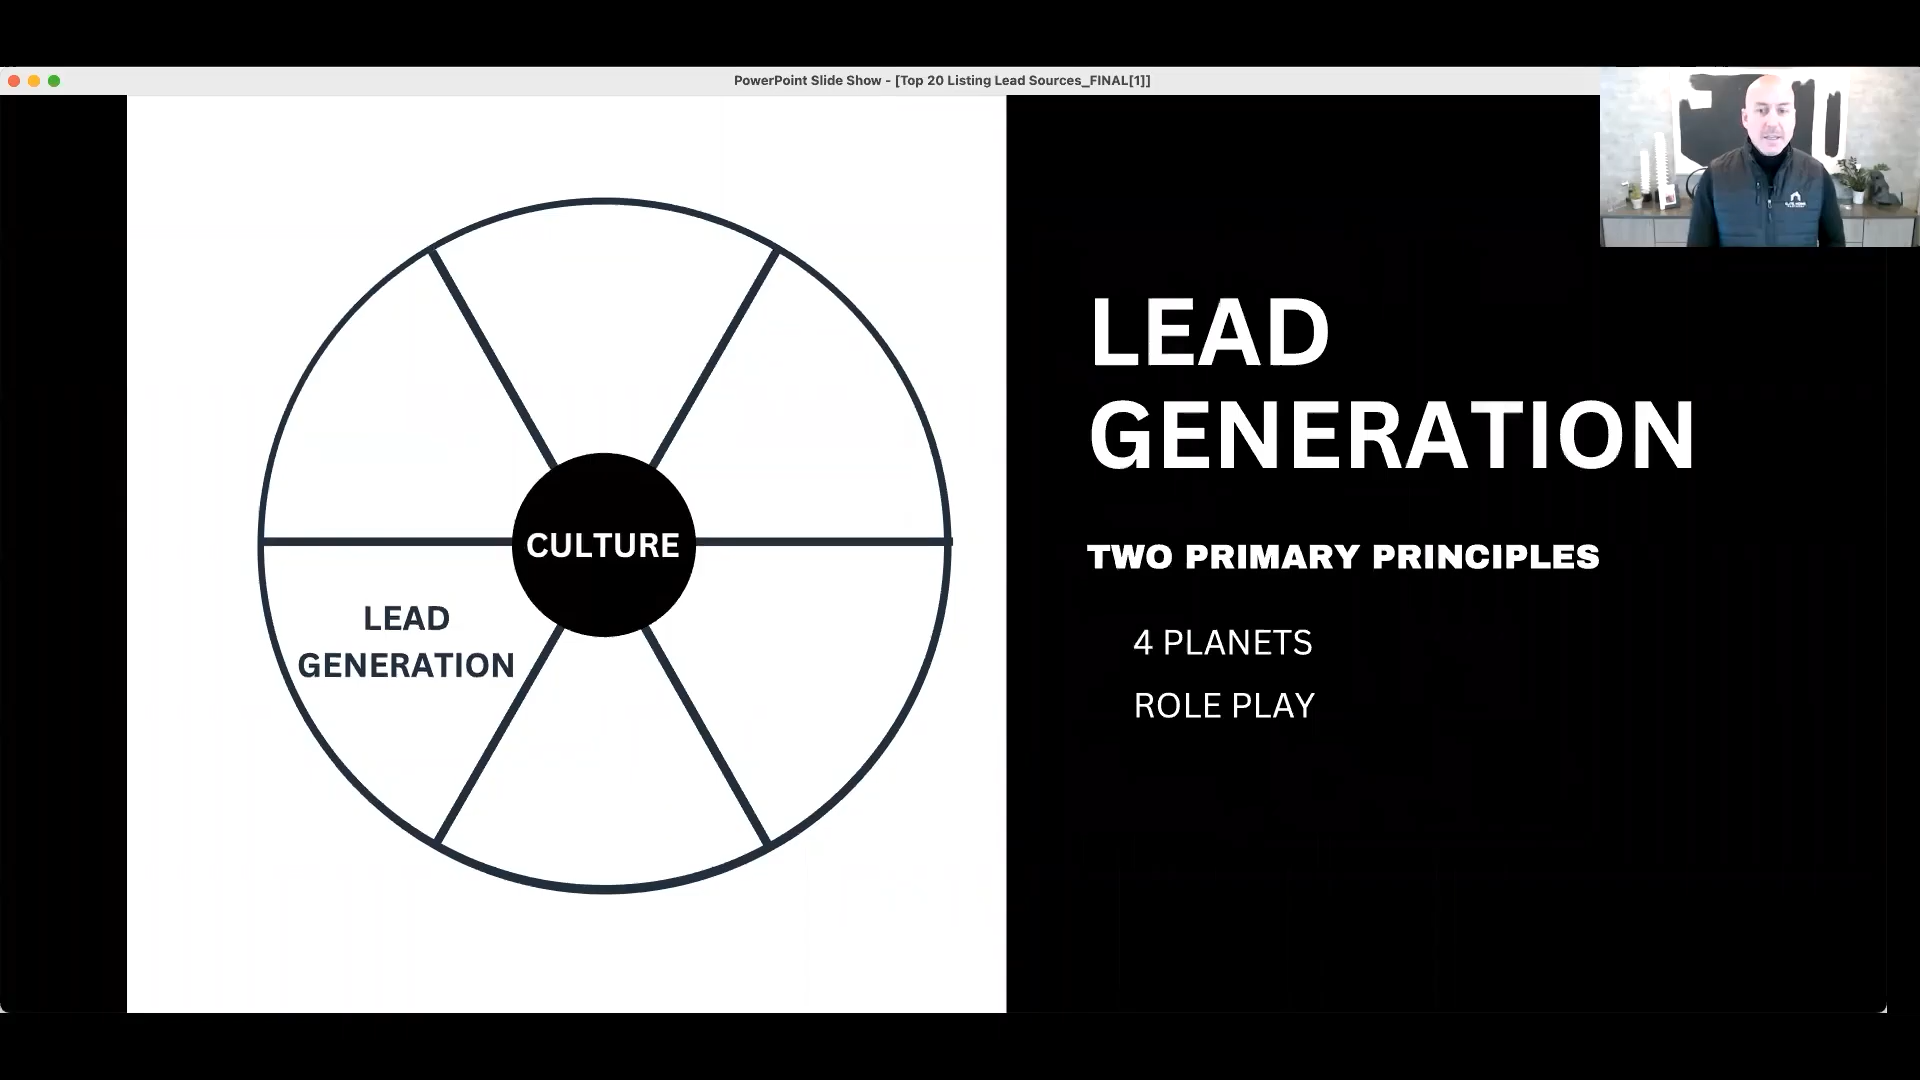 PowerPoint Slide Show - [Top 20 Listing Lead Sources_FINAL[1]]
CULTURE
LEAD
GENERATION
LEAD
GENERATION
TWO PRIMARY PRINCIPLES
4 PLANETS
ROLE PLAY